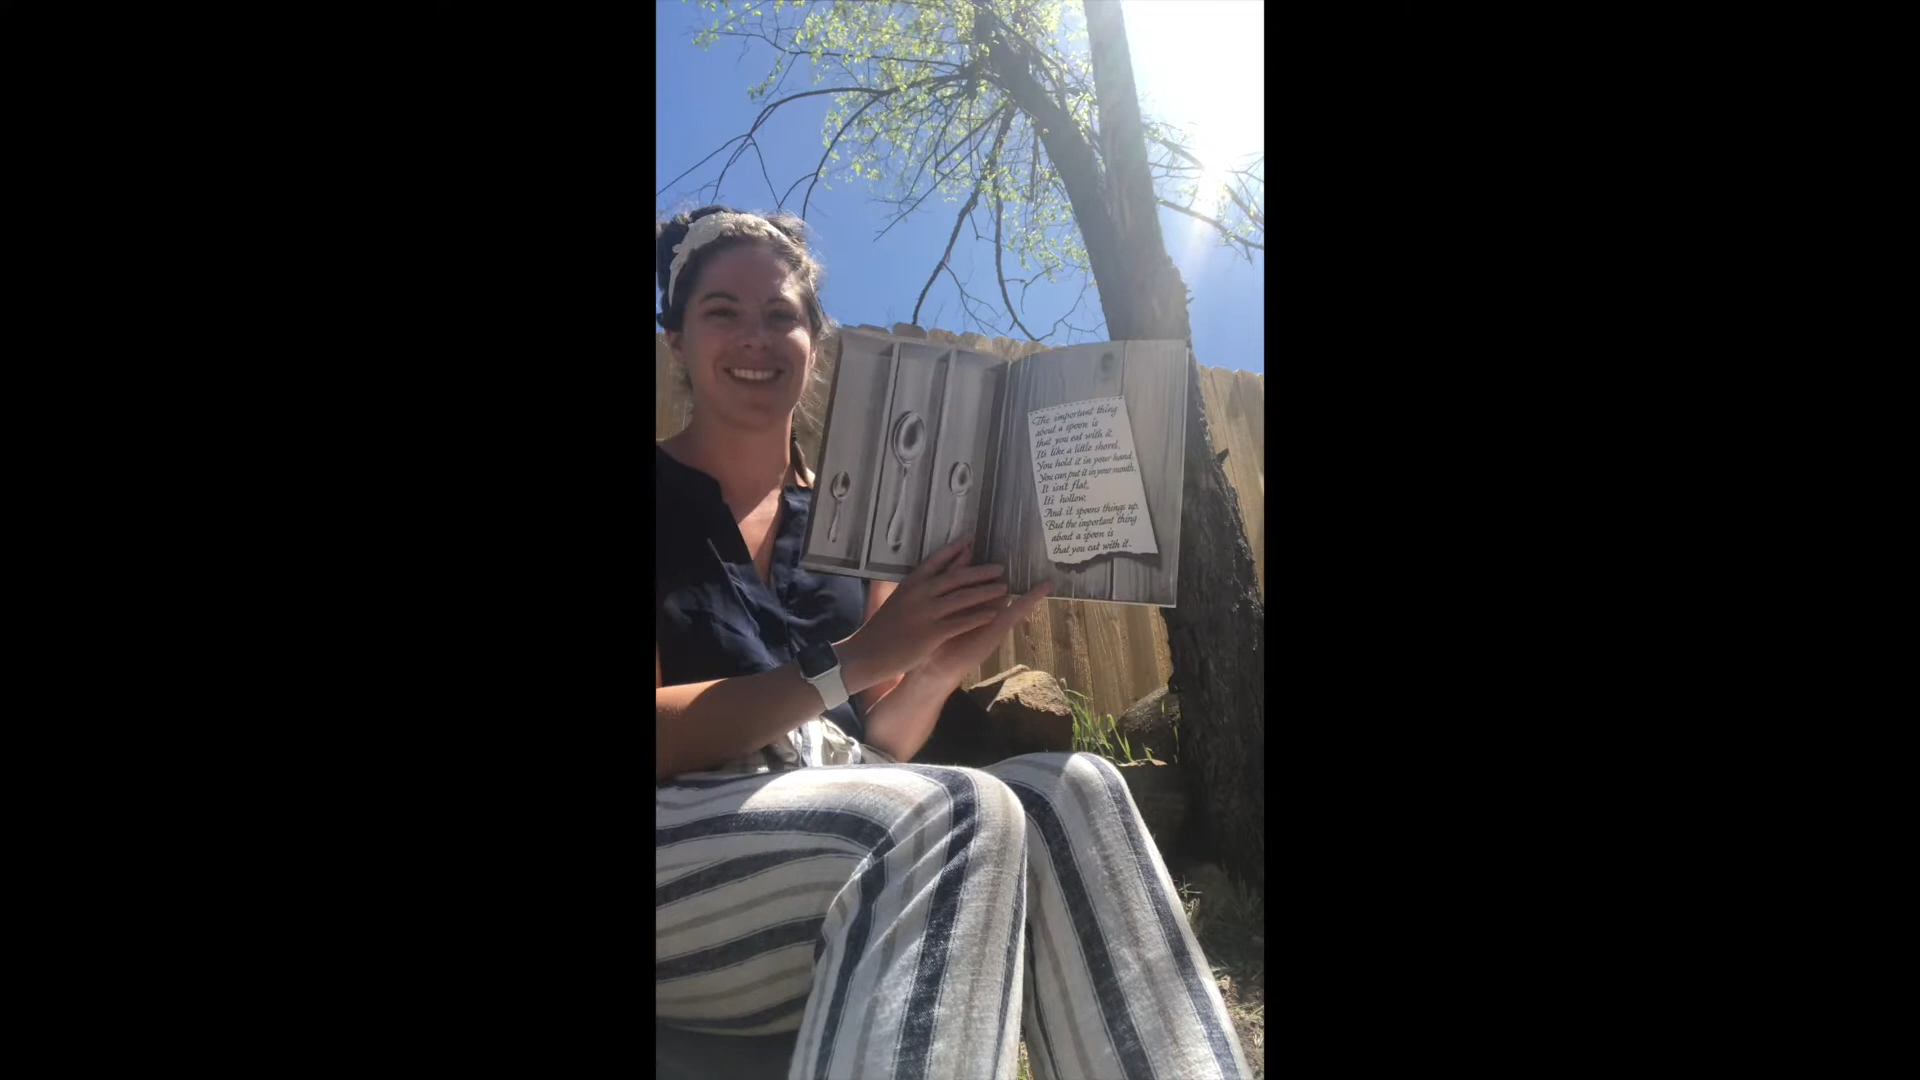 The important thing
about a spoon is
that you eat with it.
It's like a little shovel,
You hold it in your hand,
You can put it in your mouth,
It isn't flat,
It's hollow,
And it spoons things up.
But the important thing
about a spoon is
that you eat with it.